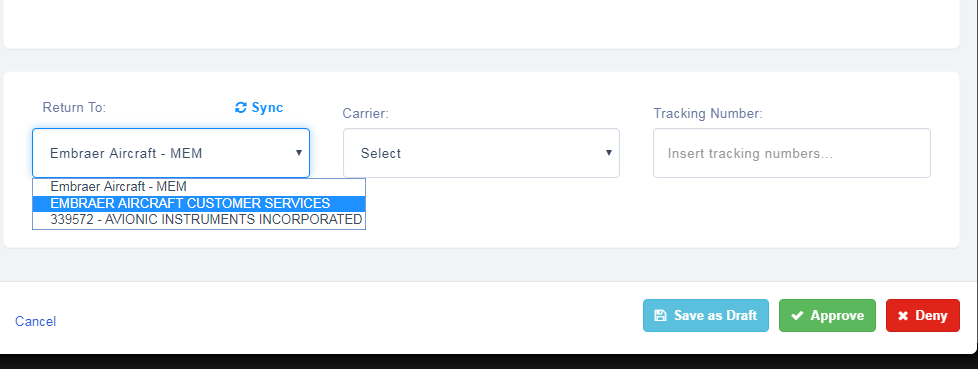 Return To:
Sync
Carrier:
Tracking Number:
Embraer Aircraft - MEM
Select
Insert tracking numbers...
Embraer Aircraft - MEM
EMBRAER AIRCRAFT CUSTOMER SERVICES
339572 - AVIONIC INSTRUMENTS INCORPORATED
Cancel
Save as Draft
Approve
Deny